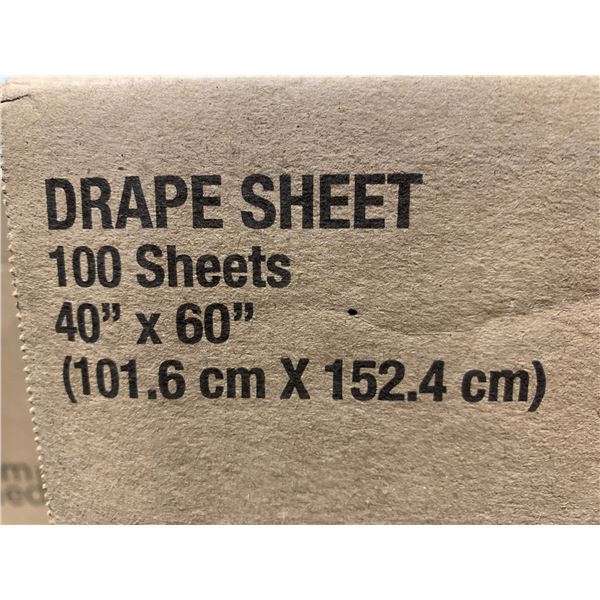 DRAPE SHEET
100 Sheets
40” x 60”
(101.6 cm X 152.4 cm)